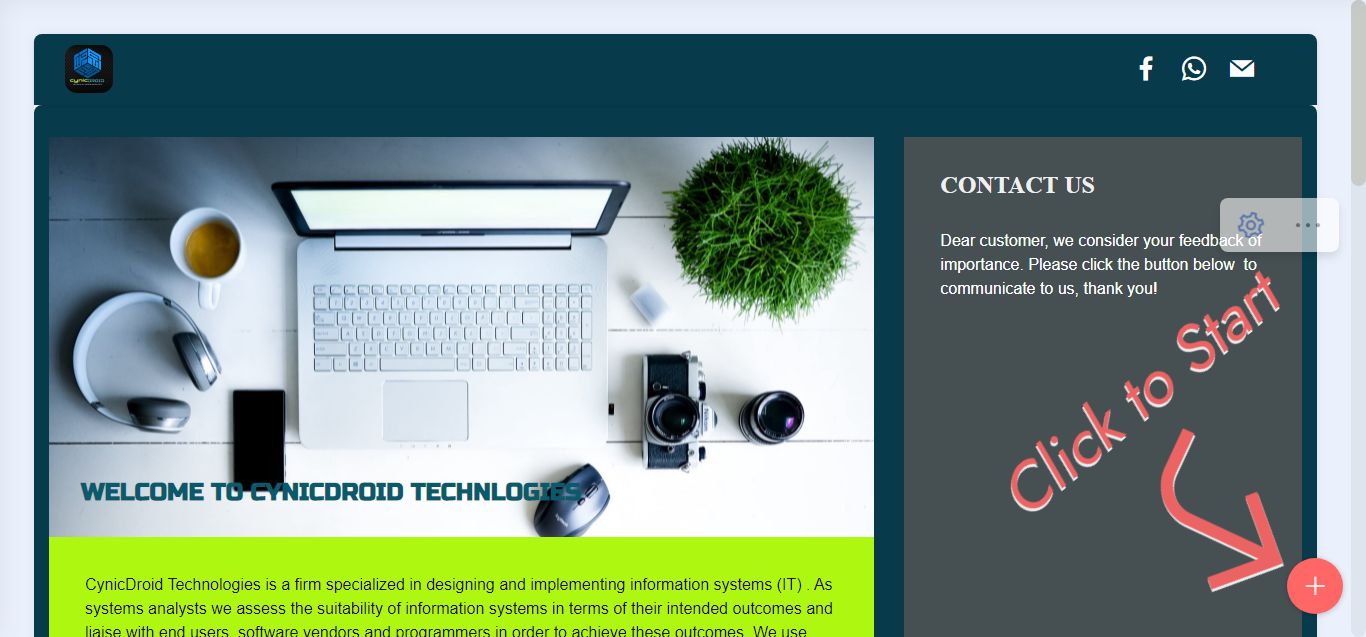 CYNICDROID
WELCOME TO CYNICDROID TECHNLOGIES
CynicDroid Technologies is a firm specialized in designing and implementing information systems (IT) . As
systems analysts we assess the suitability of information systems in terms of their intended outcomes and
liaise with end users, software vendors and programmers in order to achieve these outcomes. We use
CONTACT US
Dear customer, we consider your feedback of
importance. Please click the button below  to
communicate to us, thank you!
Click to Start